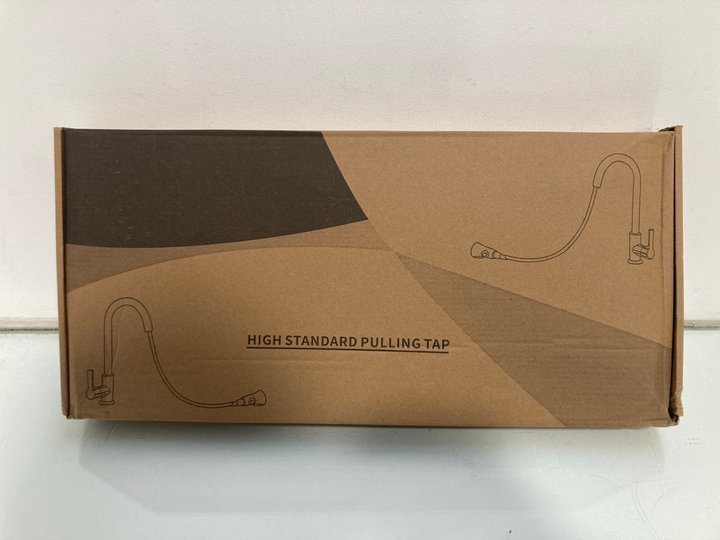 HIGH STANDARD PULLING TAP